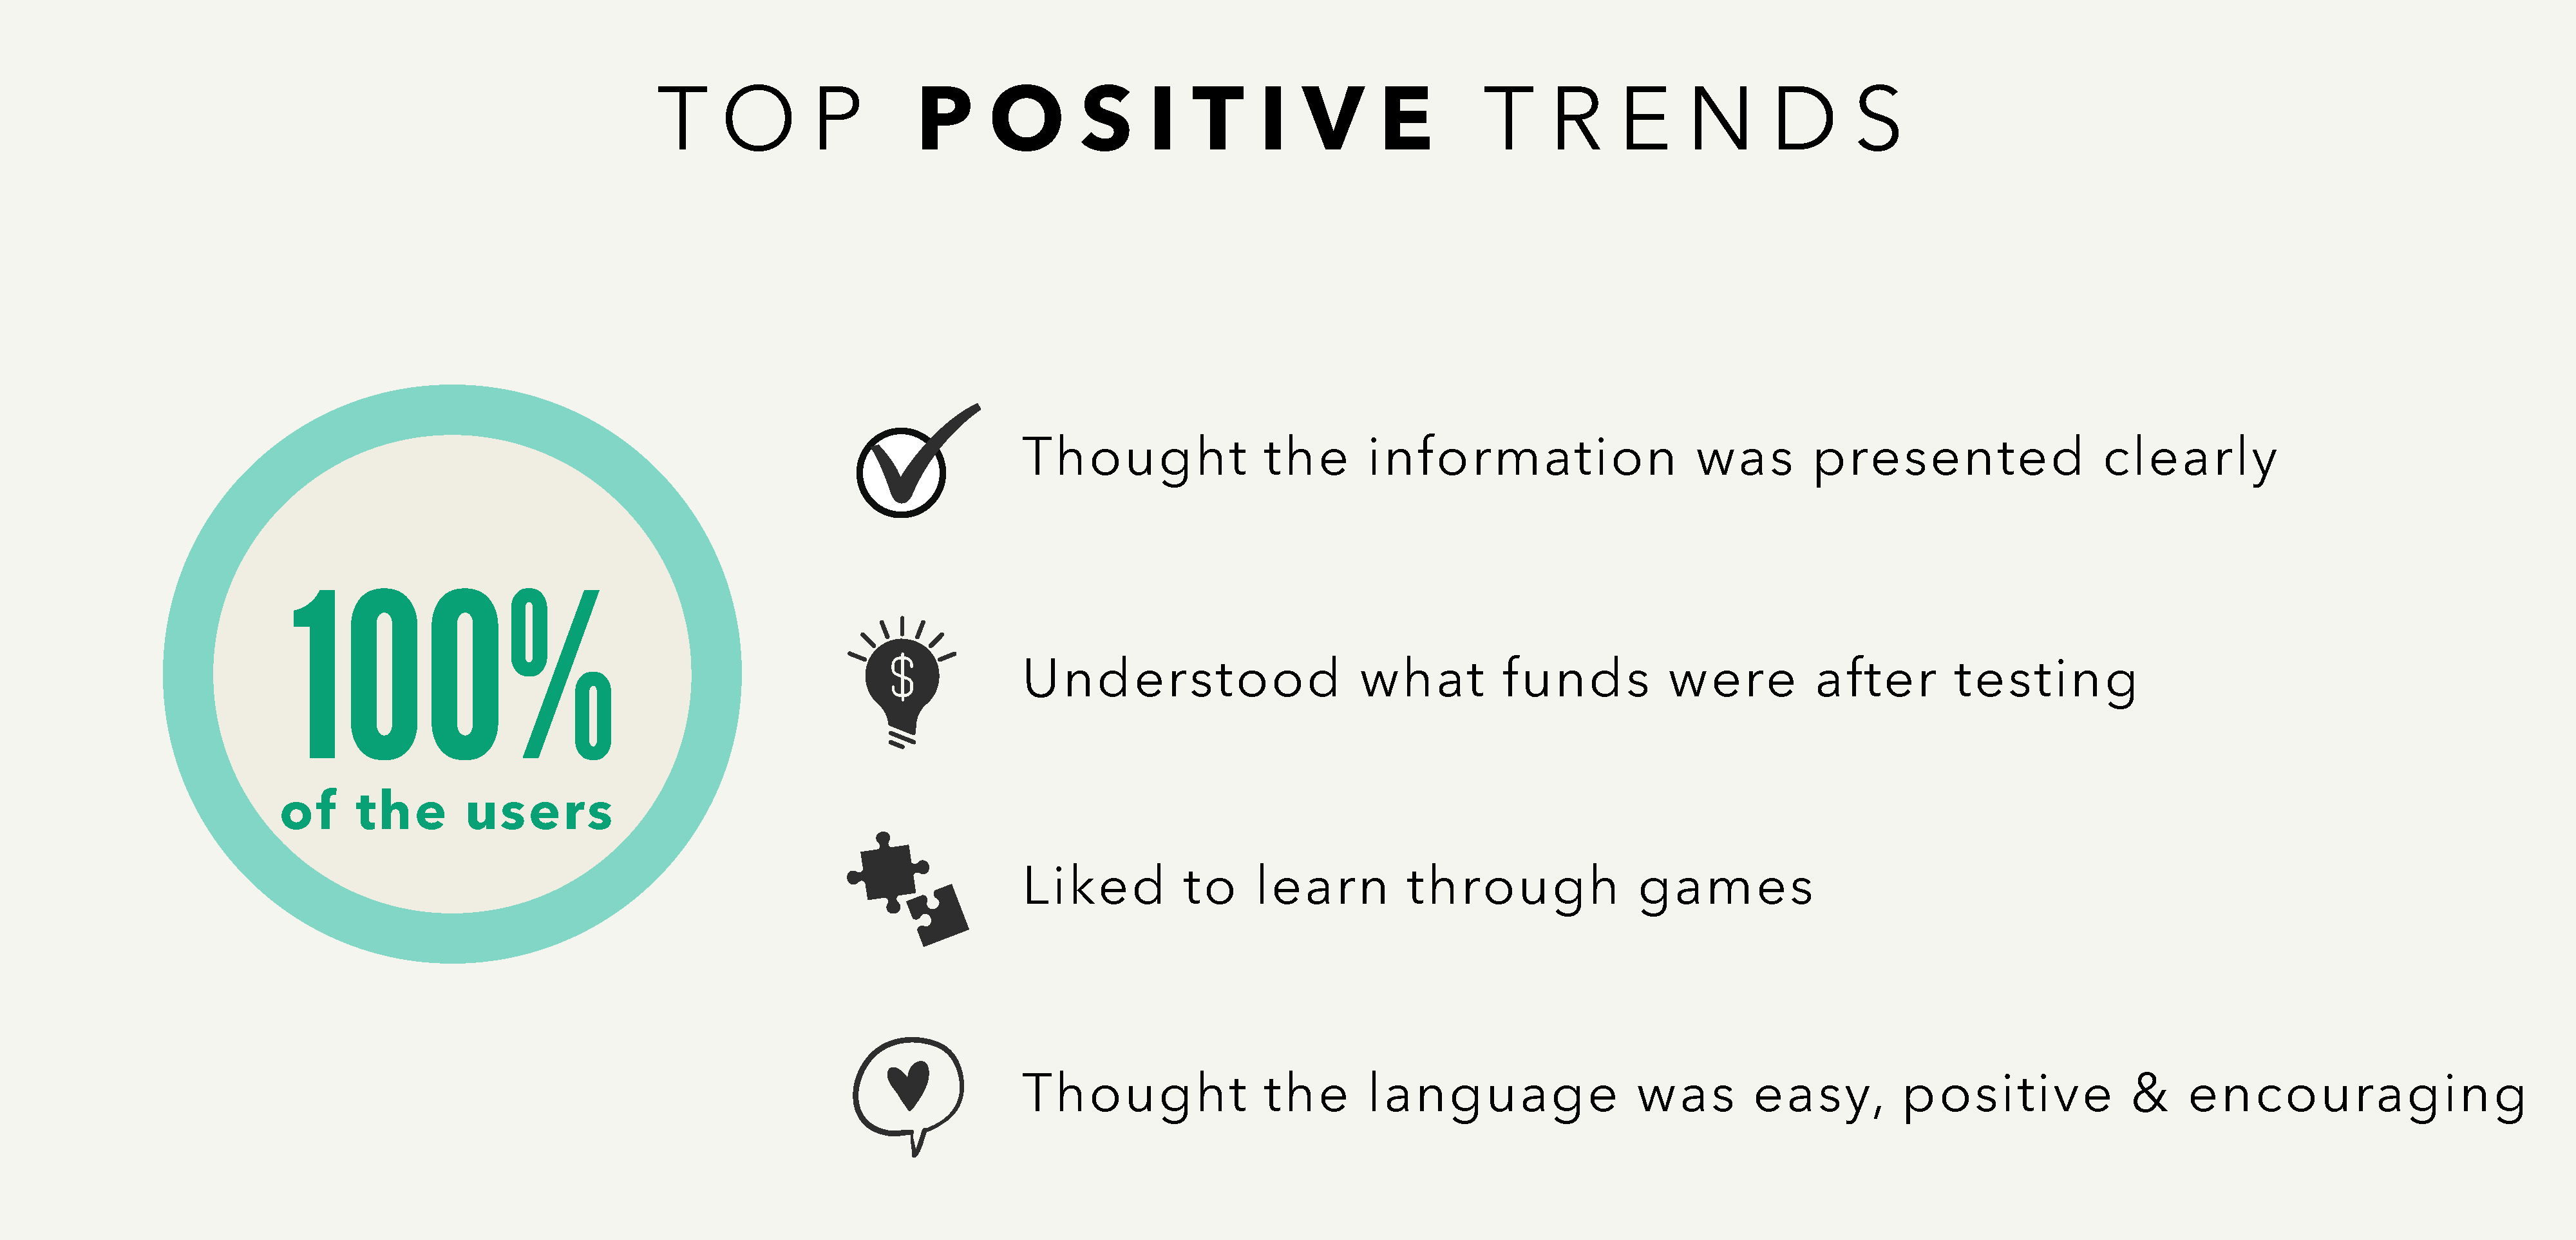 TOP POSITIVE TRENDS
100%
of the users
Thought the information was presented clearly
$
Understood what funds were after testing
Liked to learn through games
Thought the language was easy, positive & encouraging